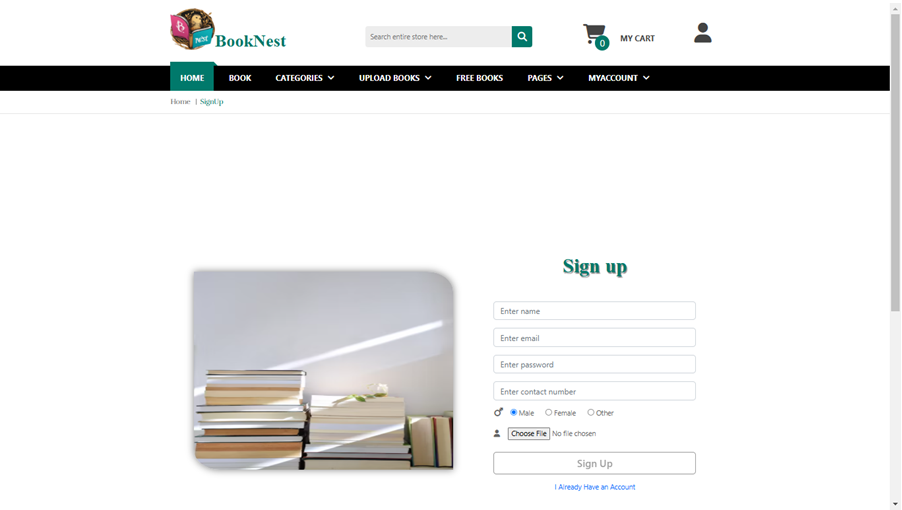 BookNest
Search entire store here...
0
MY CART
HOME
BOOK
CATEGORIES
UPLOAD BOOKS
FREE BOOKS
PAGES
MYACCOUNT
Home | SignUp
Sign up
Enter name
Enter email
Enter password
Enter contact number
Male Female Other
Choose File No file chosen
Sign Up
I Already Have an Account